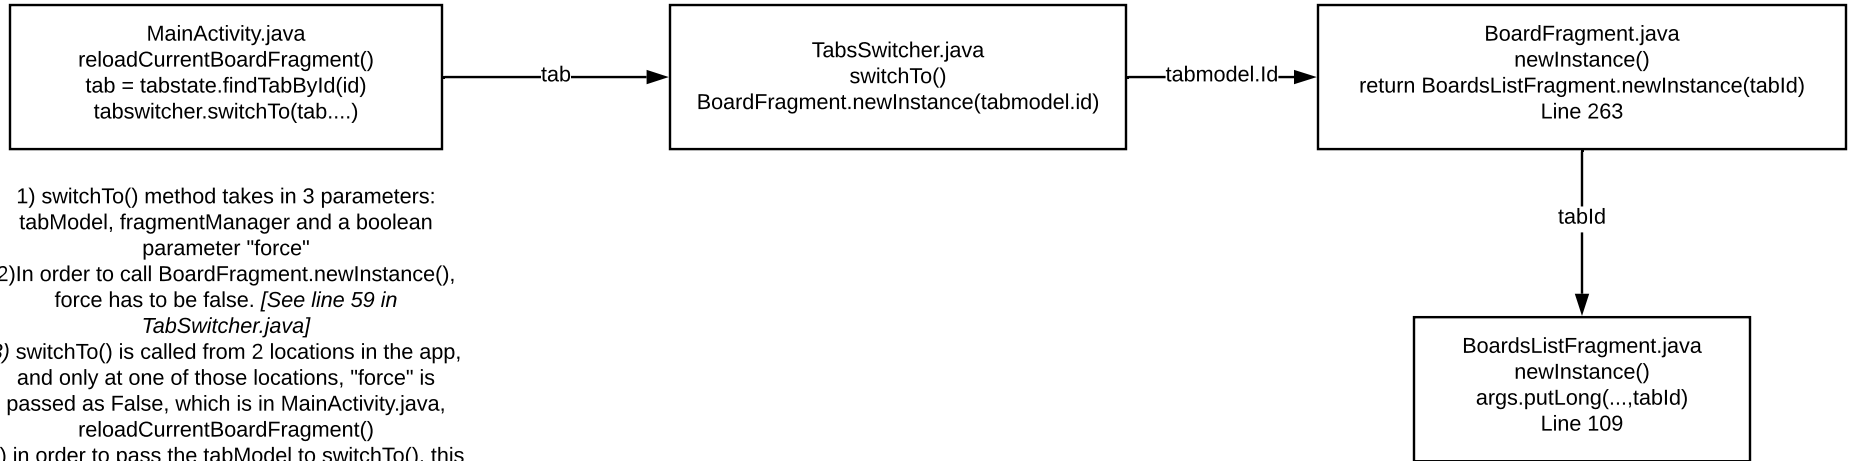 MainActivity.java
reloadCurrentBoardFragment()
tab = tabstate.findTabById(id)
tabswitcher.switchTo(tab....)
tab
TabsSwitcher.java
switchTo()
BoardFragment.newInstance(tabmodel.id)
tabmodel.Id
BoardFragment.java
newInstance()
return BoardsListFragment.newInstance(tabId)
Line 263
tabId
BoardsListFragment.java
newInstance()
args.putLong(...,tabId)
Line 109
1) switchTo() method takes in 3 parameters:
tabModel, fragmentManager and a boolean
parameter "force"
2)In order to call BoardFragment.newInstance(),
force has to be false. [See line 59 in
TabSwitcher.java]
3) switchTo() is called from 2 locations in the app,
and only at one of those locations, "force" is
passed as False, which is in MainActivity.java,
reloadCurrentBoardFragment()
) in order to pass the tabModel to switchTo(), this